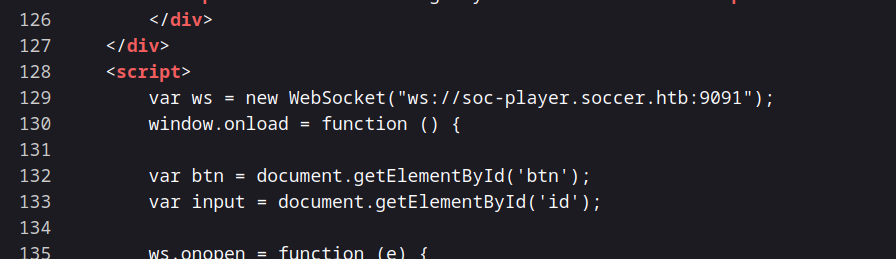 126 </div>
127 </div>
128 <script>
129 var ws = new WebSocket("ws://soc-player.soccer.htb:9091");
130 window.onload = function () {
131
132 var btn = document.getElementById('btn');
133 var input = document.getElementById('id');
134
135 ws.onopen = function (e) {